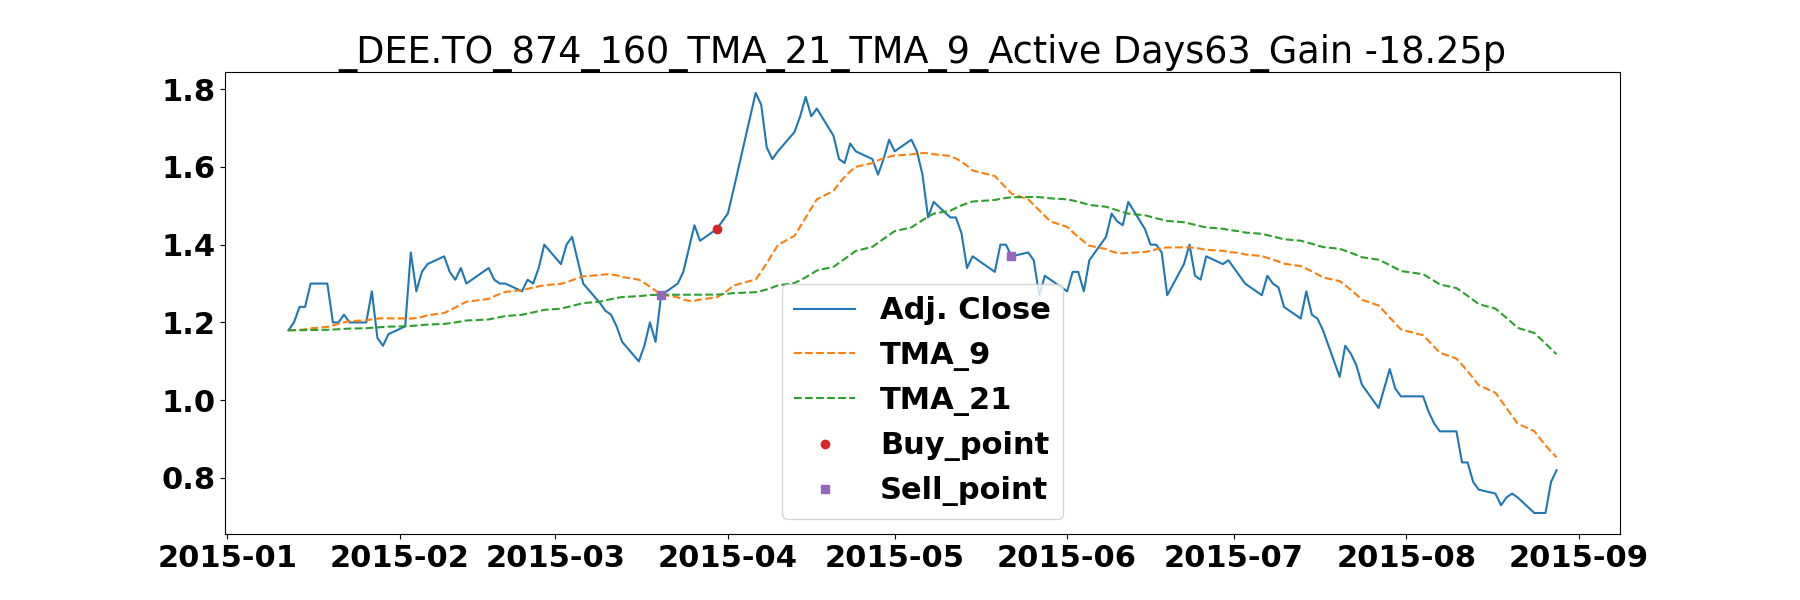 _DEE.TO_874_160_TMA_21_TMA_9_Active Days63_Gain -18.25p
1.8
1.6
1.4
1.2
1.0
0.8
Adj. Close
TMA_9
TMA_21
Buy_point
Sell_point
2015-01 2015-02 2015-03 2015-04 2015-05 2015-06 2015-07 2015-08 2015-09